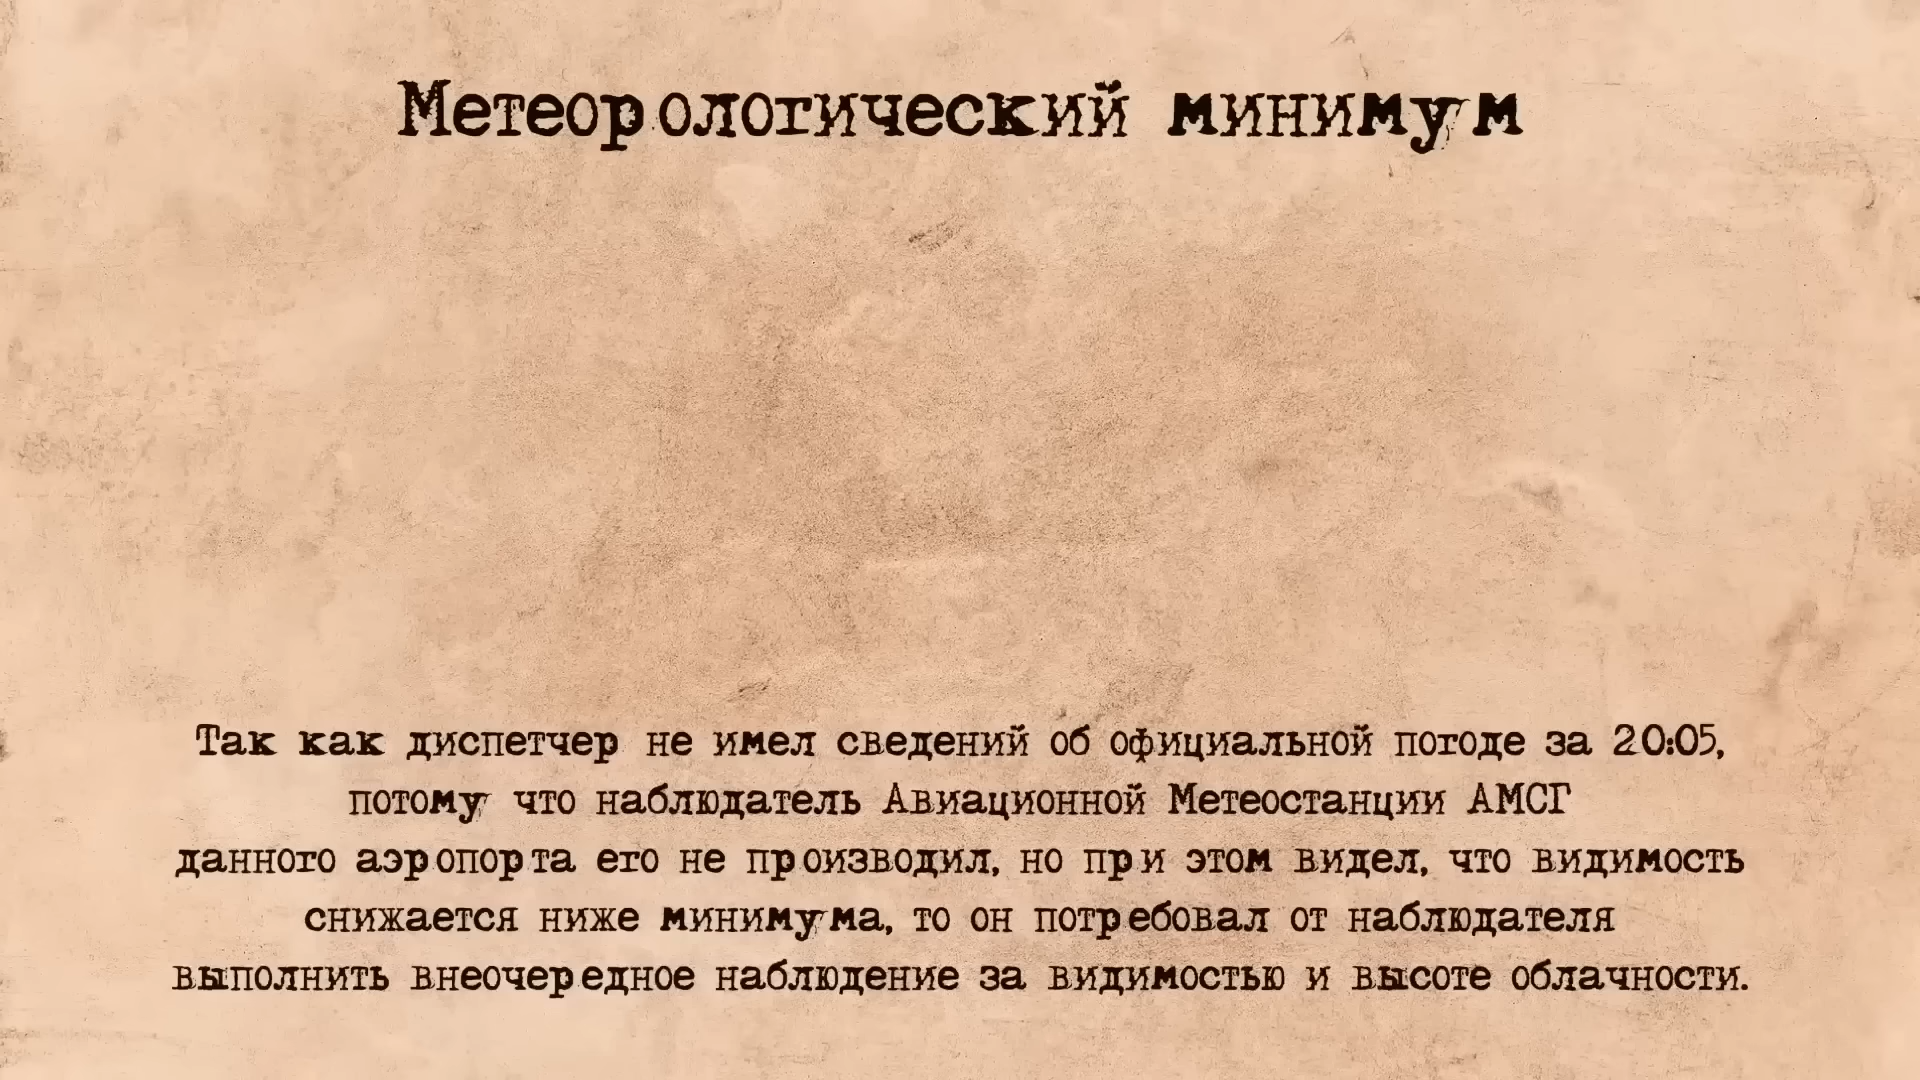 Метеорологический минимум
Так как диспетчер не имел сведений об официальной погоде за 20:05,
потому что наблюдатель Авиационной Метеостанции АМСГ
данного аэропорта его не производил, но при этом видел, что видимость
снижается ниже минимума, то он потребовал от наблюдателя
выполнить внеочередное наблюдение за видимостью и высоте облачности.